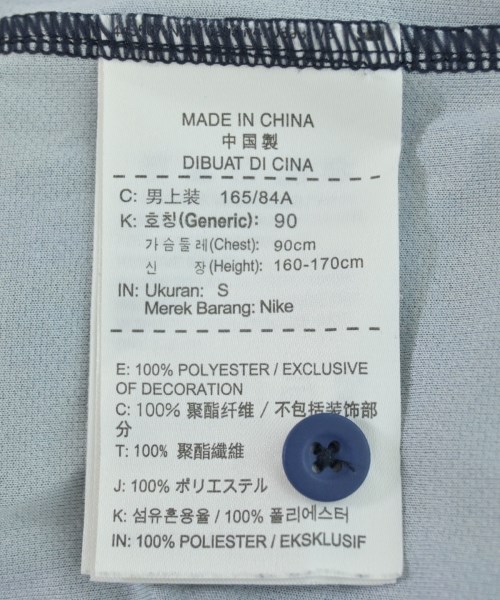 MADE IN CHINA
中国製
DIBUAT DI CINA
C: 男上装 165/84A
K: 호칭(Generic): 90
가슴둘레(Chest): 90cm
신 장(Height): 160-170cm
IN: Ukuran: S
Merek Barang: Nike
E: 100% POLYESTER / EXCLUSIVE
OF DECORATION
C: 100% 聚酯纤维 / 不包括装饰部
分
T: 100% 聚酯纖維
J: 100% ポリエステル
K: 섬유혼용율 / 100% 폴리에스터
IN: 100% POLIESTER / EKSKLUSIF